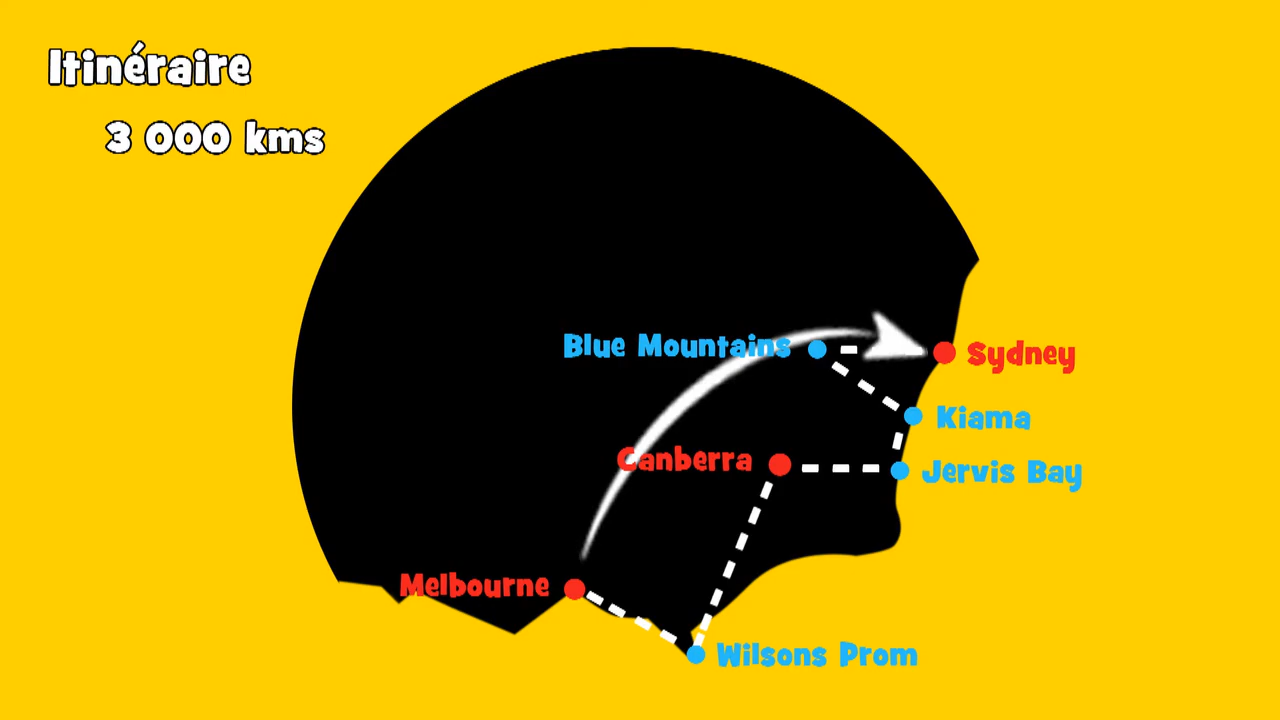 Itinéraire
3 000 kms
Blue Mountains
Sydney
Kiama
Canberra
Jervis Bay
Melbourne
Wilsons Prom